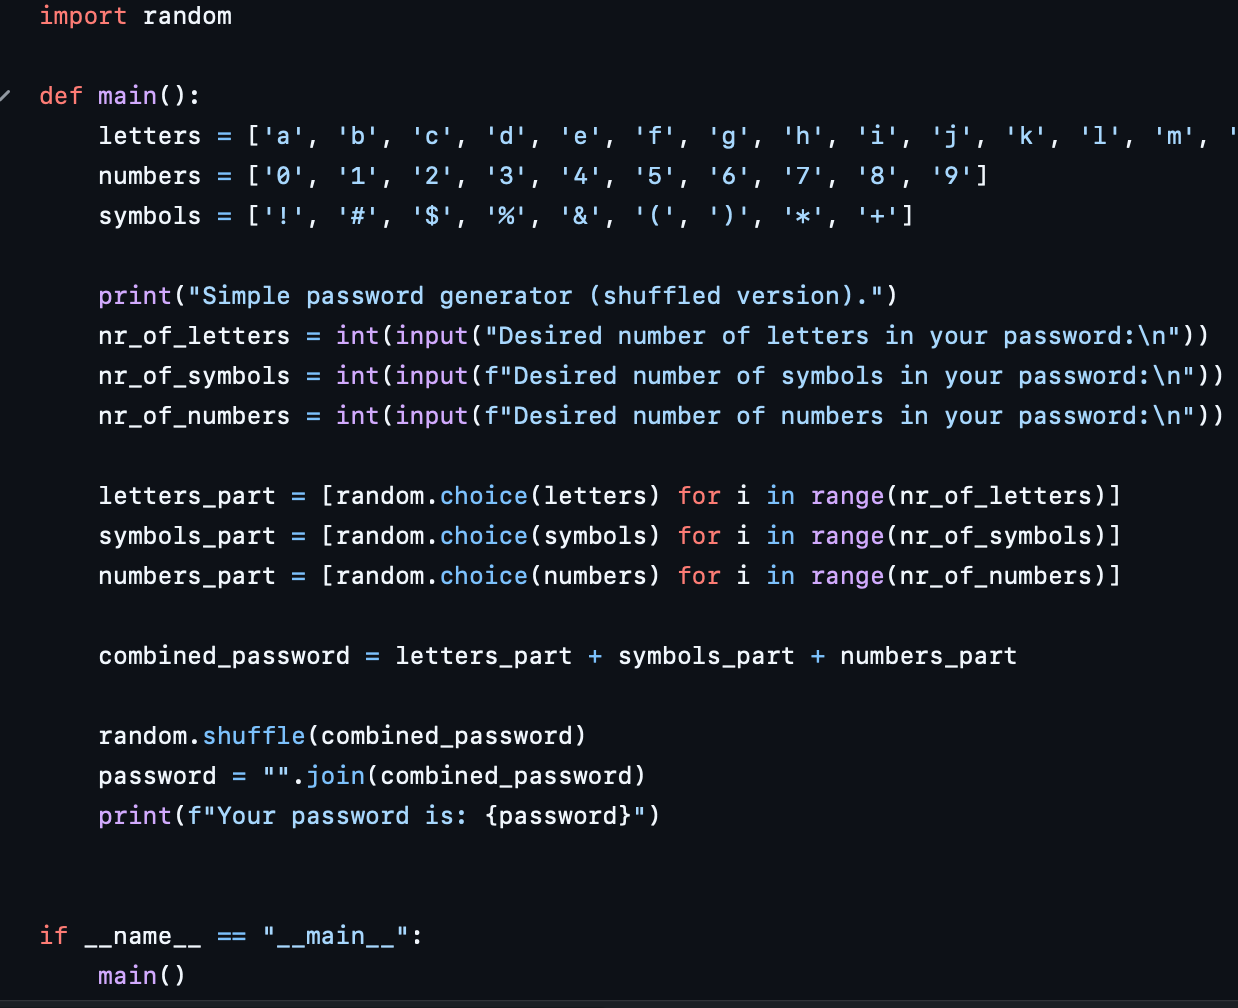 import random
def main():
    letters = ['a', 'b', 'c', 'd', 'e', 'f', 'g', 'h', 'i', 'j', 'k', 'l', 'm', '
    numbers = ['0', '1', '2', '3', '4', '5', '6', '7', '8', '9']
    symbols = ['!', '#', '$', '%', '&', '(', ')', '*', '+']
    print("Simple password generator (shuffled version).")
    nr_of_letters = int(input("Desired number of letters in your password:\n"))
    nr_of_symbols = int(input(f"Desired number of symbols in your password:\n"))
    nr_of_numbers = int(input(f"Desired number of numbers in your password:\n"))
    letters_part = [random.choice(letters) for i in range(nr_of_letters)]
    symbols_part = [random.choice(symbols) for i in range(nr_of_symbols)]
    numbers_part = [random.choice(numbers) for i in range(nr_of_numbers)]
    combined_password = letters_part + symbols_part + numbers_part
    random.shuffle(combined_password)
    password = "".join(combined_password)
    print(f"Your password is: {password}")
if __name__ == "__main__":
    main()